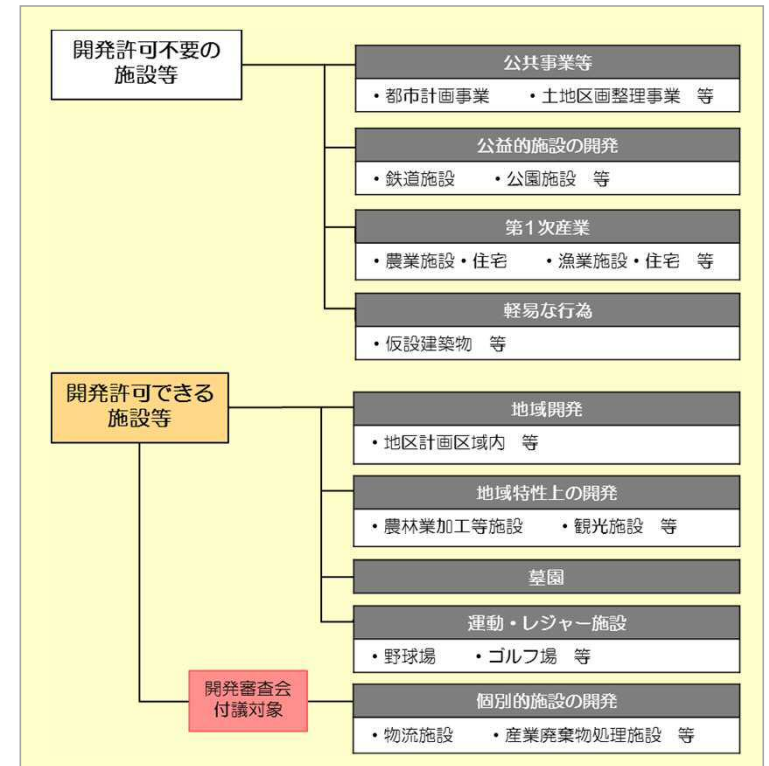 開発許可不要の
施設等
公共事業等
・都市計画事業　・土地区画整理事業　等
公益的施設の開発
・鉄道施設　・公園施設　等
第1次産業
・農業施設・住宅　・漁業施設・住宅　等
軽易な行為
・仮設建築物　等
開発許可できる
施設等
地域開発
・地区計画区域内　等
地域特性上の開発
・農林業加工等施設　・観光施設　等
墓園
運動・レジャー施設
・野球場　・ゴルフ場　等
開発審査会
付議対象
個別的施設の開発
・物流施設　・産業廃棄物処理施設　等